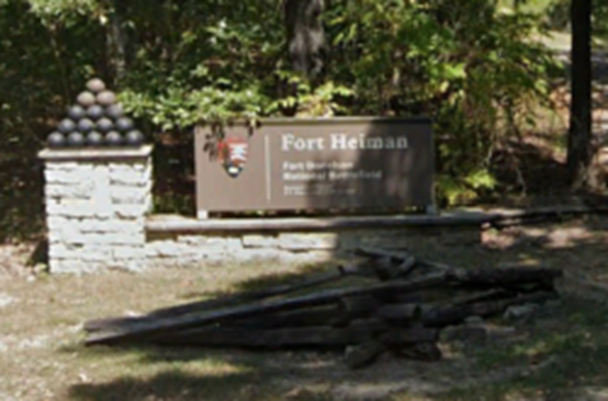 Fort Heiman
Fort Donelson
National Battlefield